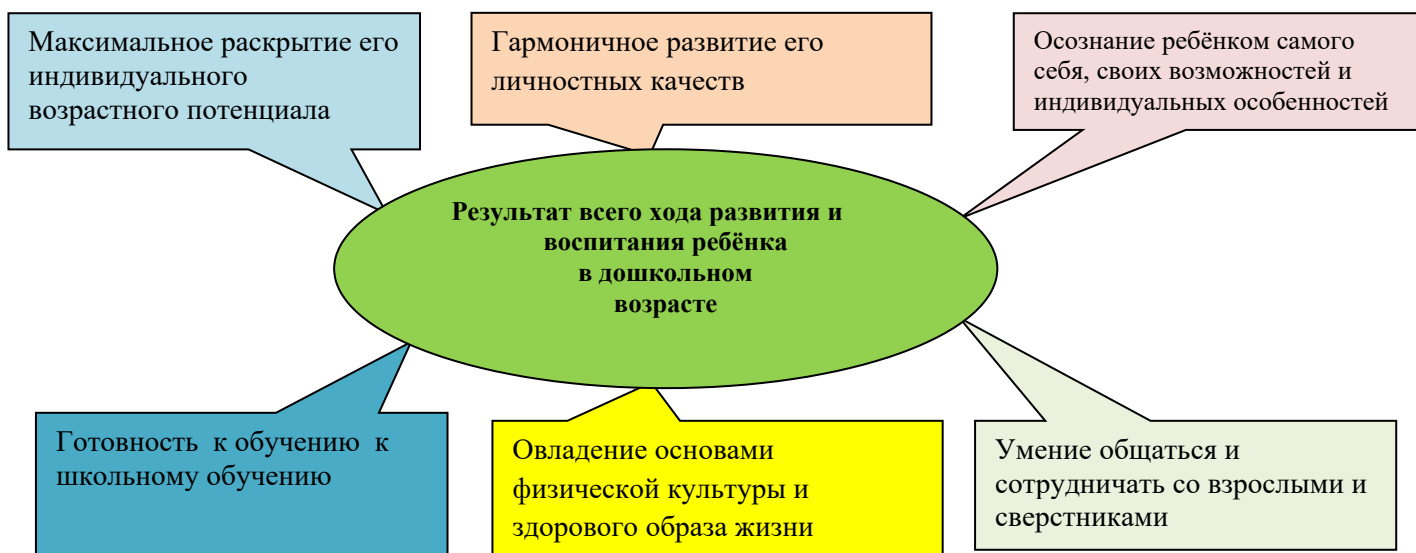 Максимальное раскрытие его
индивидуального
возрастного потенциала
Гармоничное развитие его
личностных качеств
Осознание ребёнком самого
себя, своих возможностей и
индивидуальных особенностей
Результат всего хода развития и
воспитания ребёнка
в дошкольном
возрасте
Готовность к обучению к
школьному обучению
Овладение основами
физической культуры и
здорового образа жизни
Умение общаться и
сотрудничать со взрослыми и
сверстниками